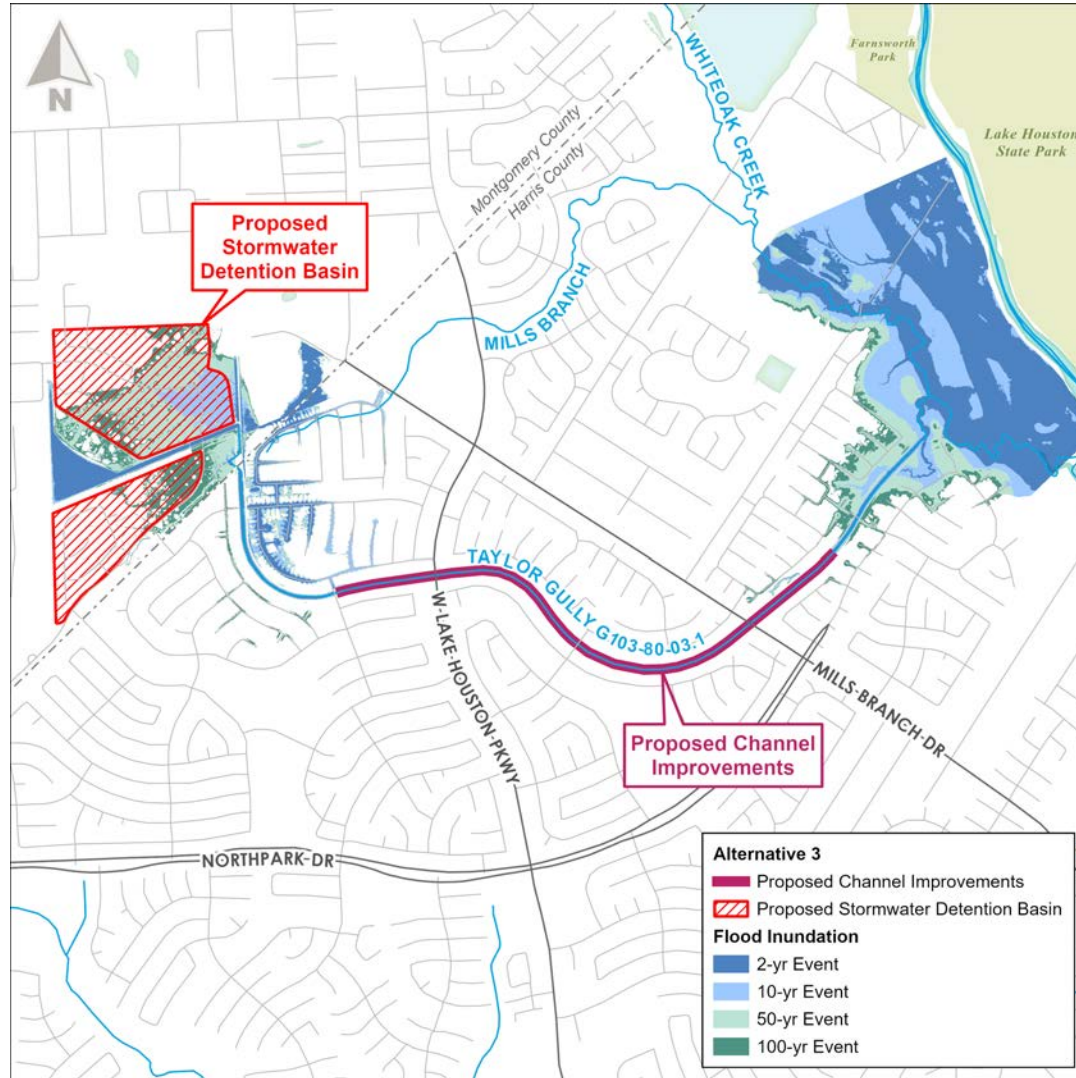 N
Farnsworth
Park
Lake Houston
State Park
WHITEOAK CREEK
Montgomery County
Harris County
Proposed
Stormwater
Detention Basin
MILLS BRANCH
TAYLOR GULLY G103-80-03.1
W-LAKE-HOUSTON-PKWY
MILLS-BRANCH-DR
Proposed Channel
Improvements
NORTHPARK-DR
Alternative 3
Proposed Channel Improvements
Proposed Stormwater Detention Basin
Flood Inundation
2-yr Event
10-yr Event
50-yr Event
100-yr Event